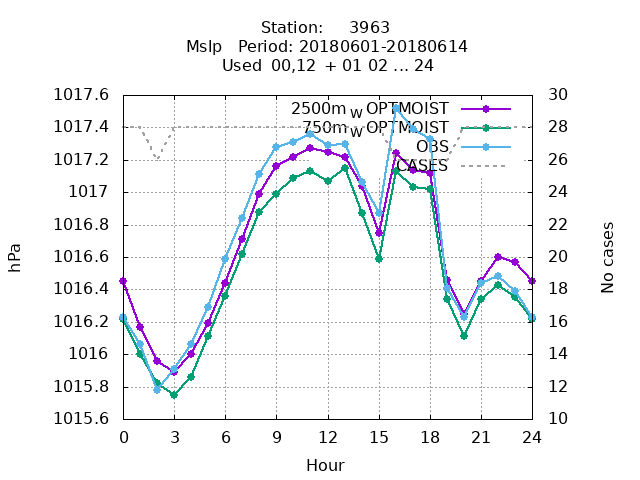 Station: 3963
Mslp Period: 20180601-20180614
Used 00,12 + 01 02 ... 24
1017.6
1017.4
1017.2
1017
1016.8
1016.6
1016.4
1016.2
1016
1015.8
1015.6
hPa
2500m_W OPTMOIST
750m_W OPTMOIST
OBS
CASES
30
28
26
24
22
20
18
16
14
12
10
No cases
0 3 6 9 12 15 18 21 24
Hour